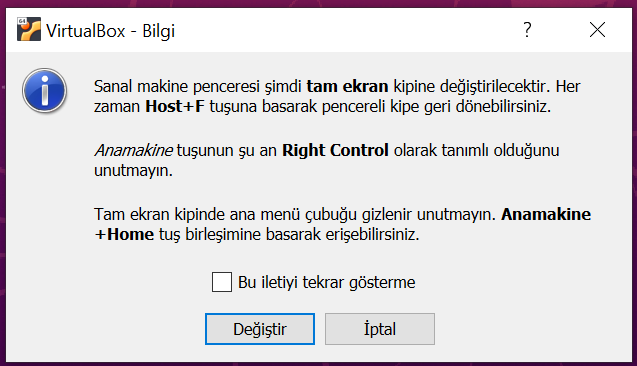 64
VirtualBox - Bilgi
?
Sanal makine penceresi şimdi tam ekran kipine değiştirilecektir. Her
zaman Host+F tuşuna basarak pencereli kipe geri dönebilirsiniz.
Anamakine tuşunun şu an Right Control olarak tanımlı olduğunu
unutmayın.
Tam ekran kipinde ana menü çubuğu gizlenir unutmayın. Anamakine
+Home tuş birleşimine basarak erişebilirsiniz.
Bu iletiyi tekrar gösterme
Değiştir
İptal